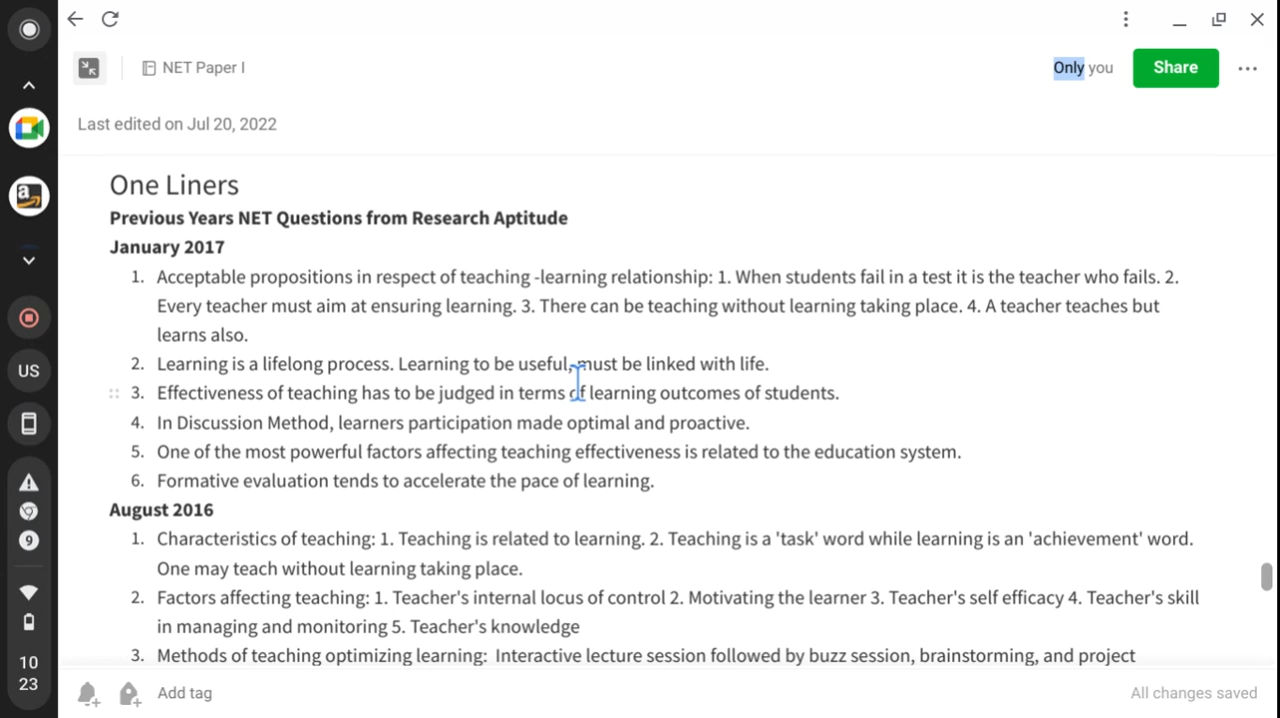 NET Paper I
Only you
Share
Last edited on Jul 20, 2022
One Liners
Previous Years NET Questions from Research Aptitude
January 2017
1. Acceptable propositions in respect of teaching -learning relationship: 1. When students fail in a test it is the teacher who fails. 2.
Every teacher must aim at ensuring learning. 3. There can be teaching without learning taking place. 4. A teacher teaches but
learns also.
2. Learning is a lifelong process. Learning to be useful, must be linked with life.
3. Effectiveness of teaching has to be judged in terms of learning outcomes of students.
4. In Discussion Method, learners participation made optimal and proactive.
5. One of the most powerful factors affecting teaching effectiveness is related to the education system.
6. Formative evaluation tends to accelerate the pace of learning.
August 2016
1. Characteristics of teaching: 1. Teaching is related to learning. 2. Teaching is a 'task' word while learning is an 'achievement' word.
One may teach without learning taking place.
2. Factors affecting teaching: 1. Teacher's internal locus of control 2. Motivating the learner 3. Teacher's self efficacy 4. Teacher's skill
in managing and monitoring 5. Teacher's knowledge
3. Methods of teaching optimizing learning: Interactive lecture session followed by buzz session, brainstorming, and project
Add tag
All changes saved
a
US
9
10
23